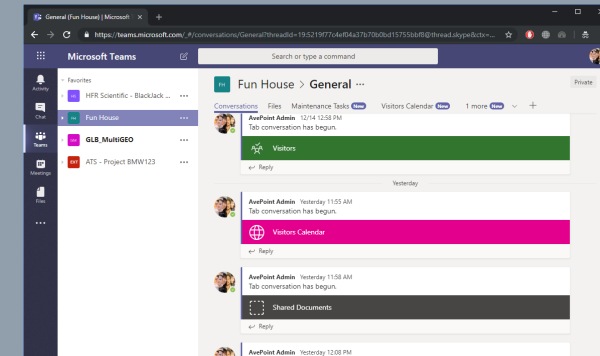 General (Fun House) | Microsoft
https://teams.microsoft.com/_#/conversations/General?threadId=19:5219f77c4ef04a37b70b0bd15755bbf8@thread.skype&ctx=...
Microsoft Teams
Search or type a command
Activity
Chat
Teams
Meetings
Files
Favorites
HS
HFR Scientific - BlackJack ...
FH
Fun House
GLB_MultiGEO
ATS - Project BMW123
FH
Fun House > General ...
Private
Conversations Files Maintenance Tasks New Visitors Calendar New 1 more New
AvePoint Admin 12/14 12:58 PM
Tab conversation has begun.
Visitors
Reply
Yesterday
AvePoint Admin Yesterday 11:55 AM
Tab conversation has begun.
Visitors Calendar
Reply
AvePoint Admin Yesterday 11:58 AM
Tab conversation has begun.
Shared Documents
Reply
AvePoint Admin Yesterday 12:08 PM